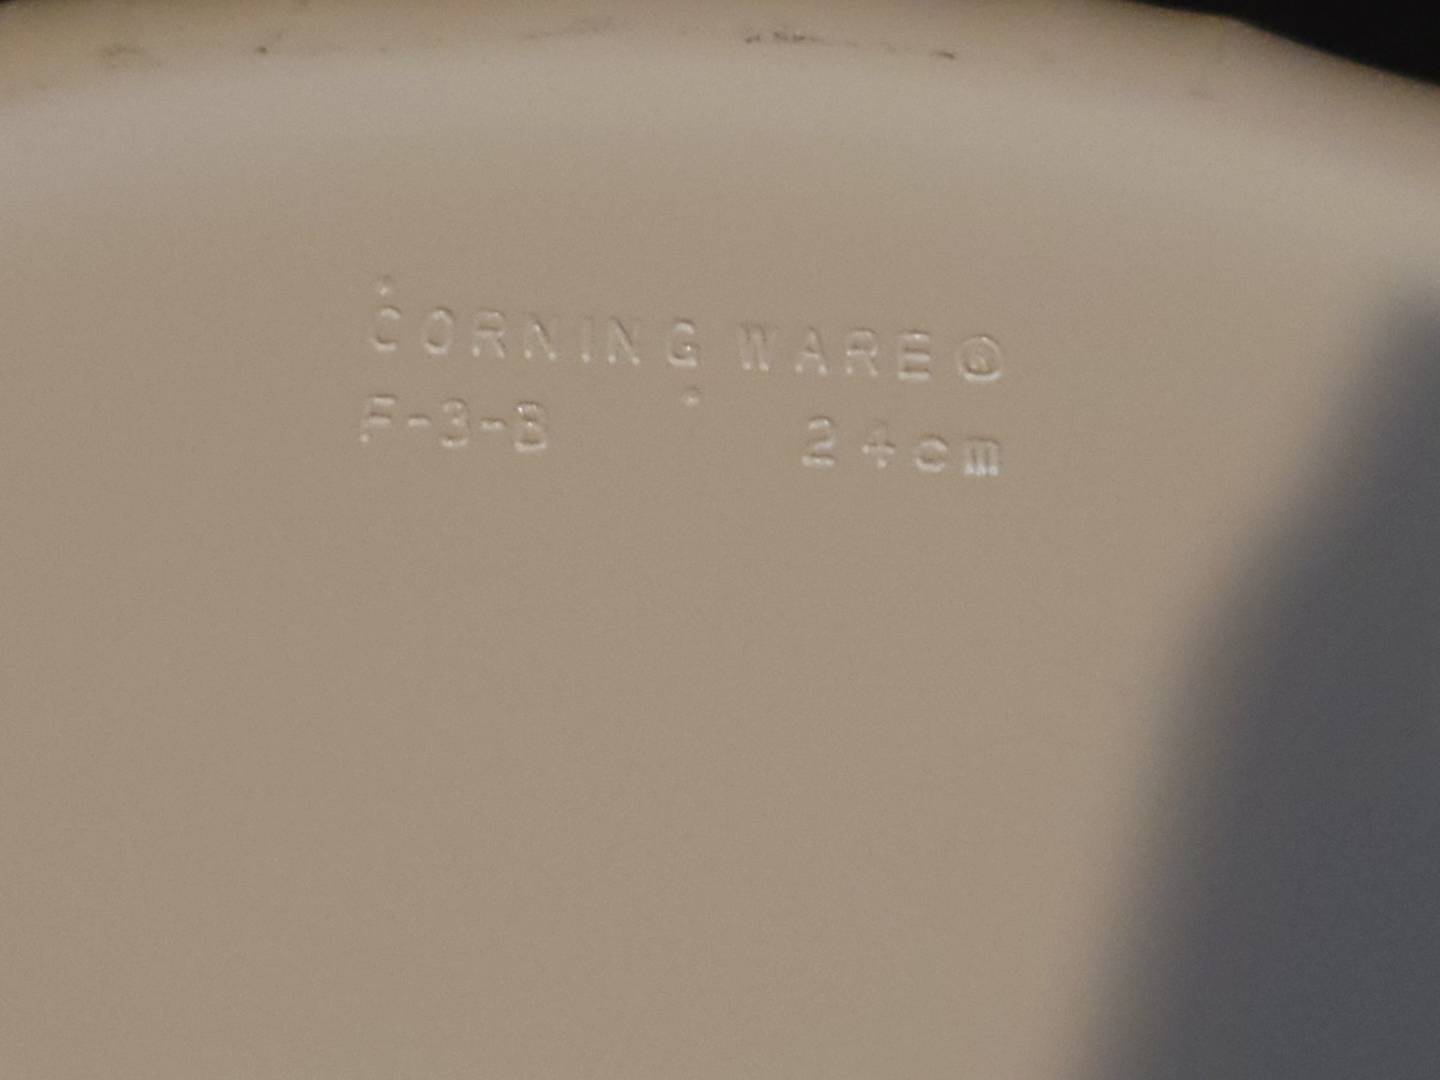 CORNING WARE®
F-3-B 24cm